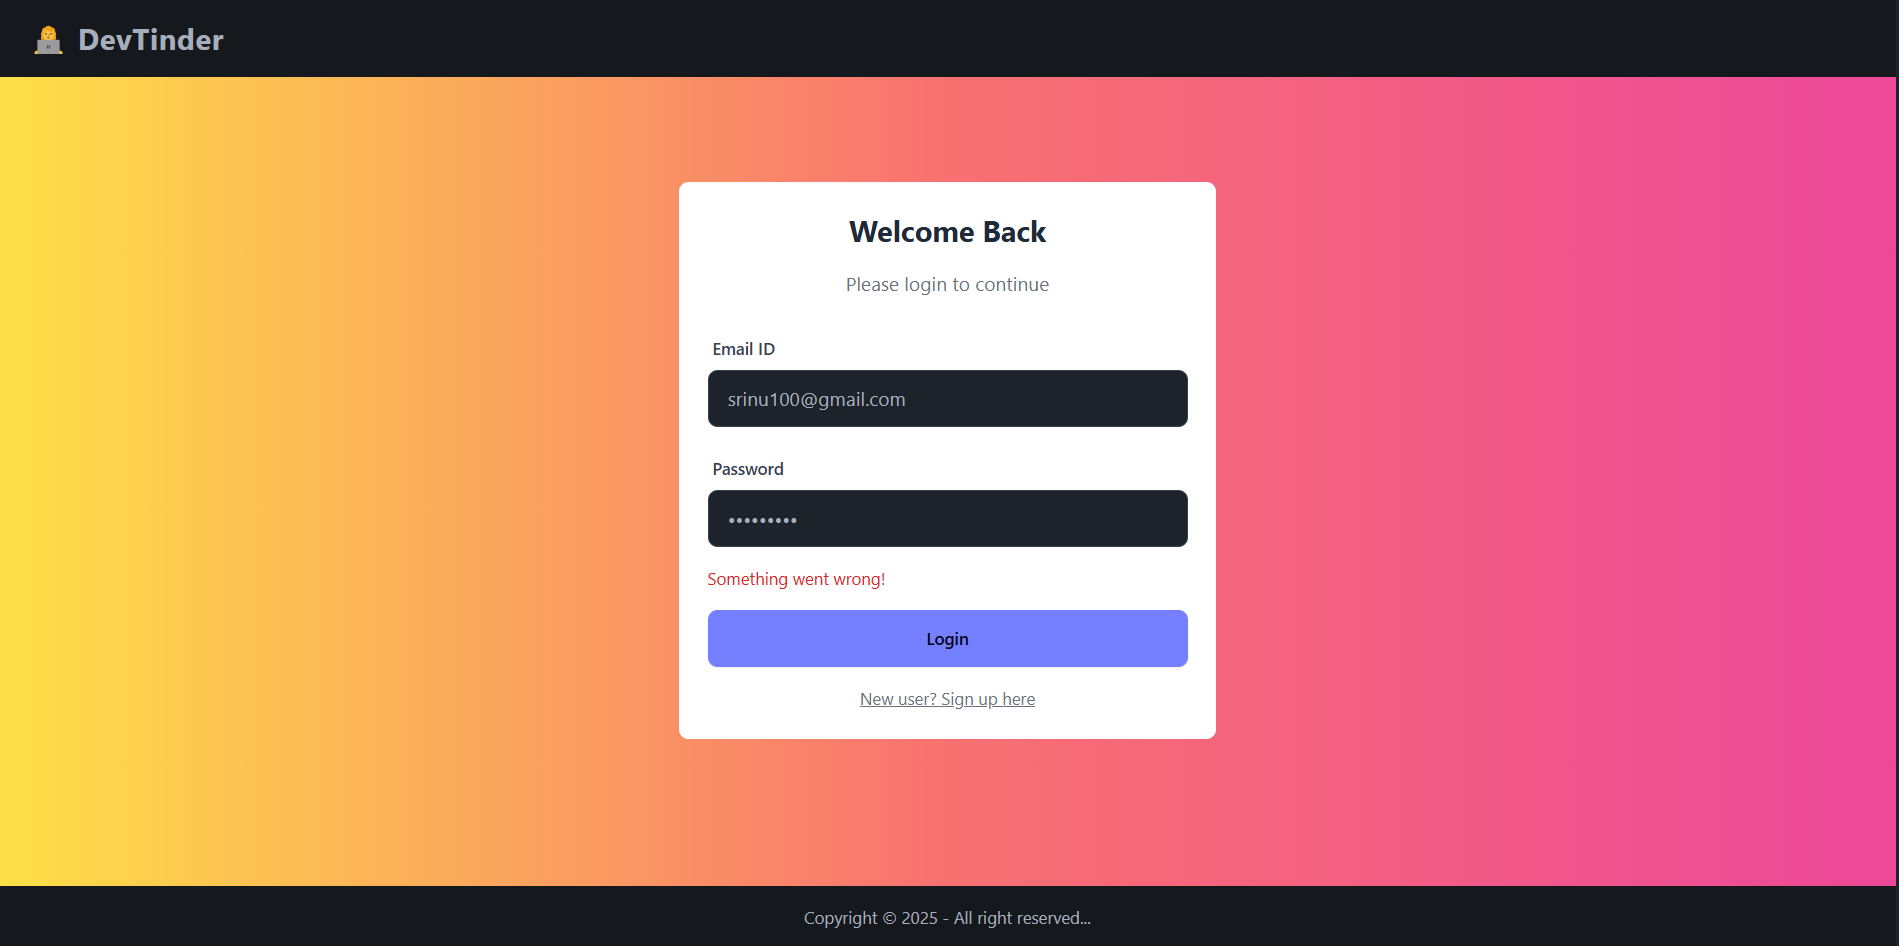 DevTinder
Welcome Back
Please login to continue
Email ID
srinu100@gmail.com
Password
•••••••••
Something went wrong!
Login
New user? Sign up here
Copyright © 2025 - All right reserved...